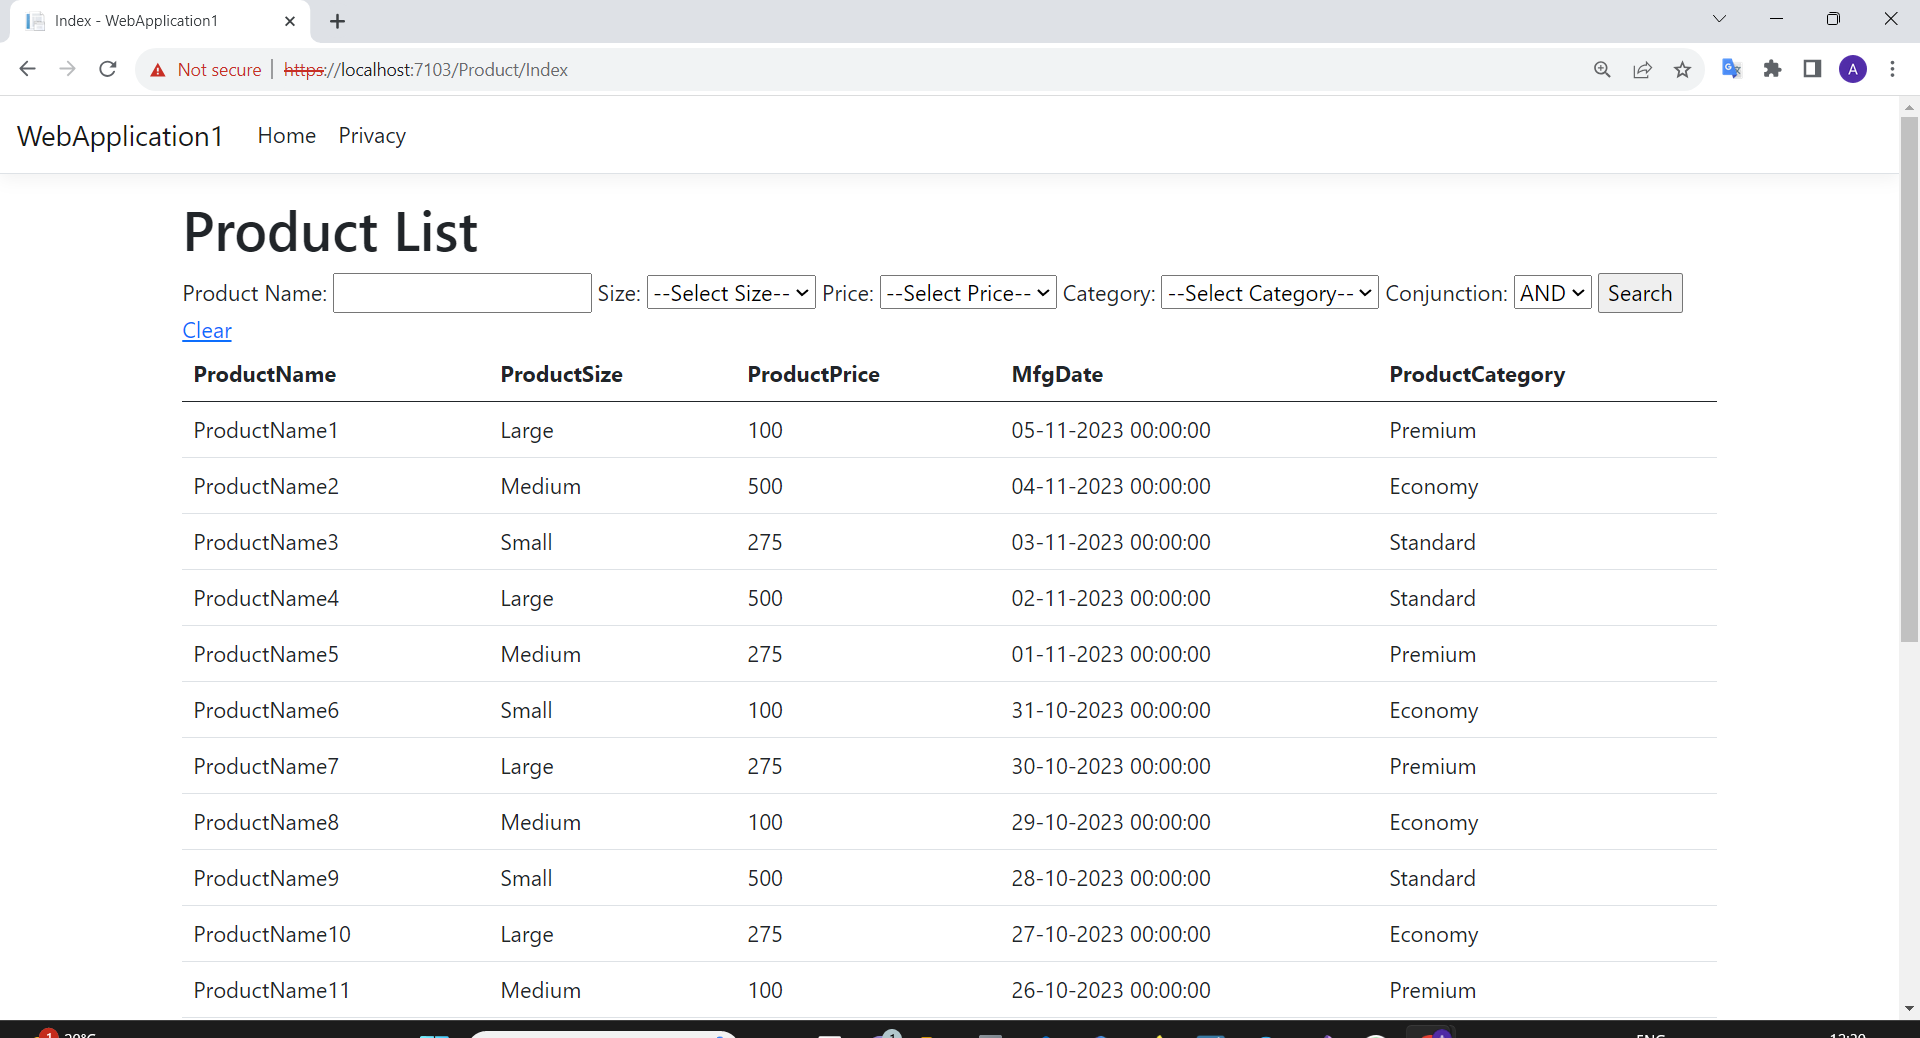 Index - WebApplication1
Not secure https://localhost:7103/Product/Index A
WebApplication1 Home Privacy
Product List
Product Name: Size: --Select Size-- Price: --Select Price-- Category: --Select Category-- Conjunction: AND Search
Clear
ProductName ProductSize ProductPrice MfgDate ProductCategory
ProductName1 Large 100 05-11-2023 00:00:00 Premium
ProductName2 Medium 500 04-11-2023 00:00:00 Economy
ProductName3 Small 275 03-11-2023 00:00:00 Standard
ProductName4 Large 500 02-11-2023 00:00:00 Standard
ProductName5 Medium 275 01-11-2023 00:00:00 Premium
ProductName6 Small 100 31-10-2023 00:00:00 Economy
ProductName7 Large 275 30-10-2023 00:00:00 Premium
ProductName8 Medium 100 29-10-2023 00:00:00 Economy
ProductName9 Small 500 28-10-2023 00:00:00 Standard
ProductName10 Large 275 27-10-2023 00:00:00 Economy
ProductName11 Medium 100 26-10-2023 00:00:00 Premium